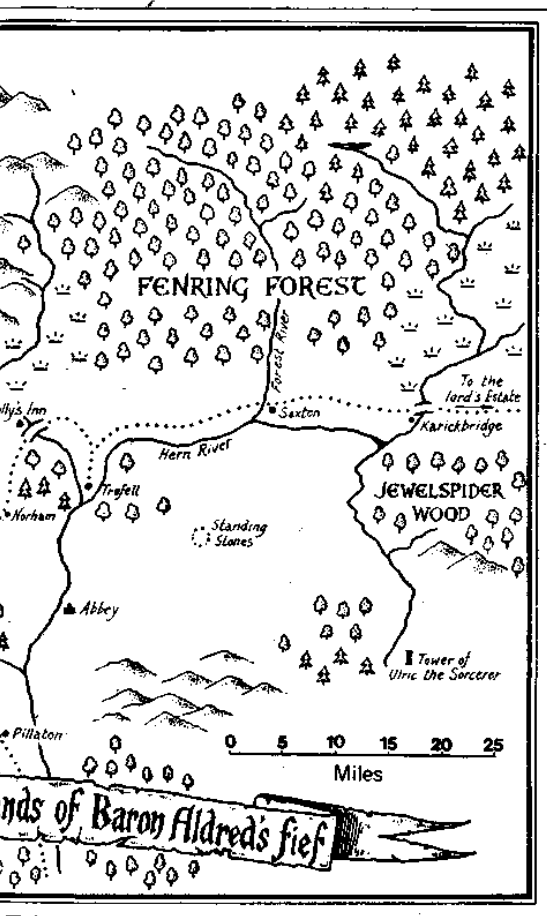 FENRING FOREST
Forest River
To the
lord's Estate
lly's Inn
Saxton
Karickbridge
Hern River
Trafell
JEWELSPIDER
WOOD
Norham
Standing
Stones
Abbey
Tower of
Ulric the Sorcerer
Pillaton
0 5 10 15 20 25
Miles
nds of Baron Aldred's fief